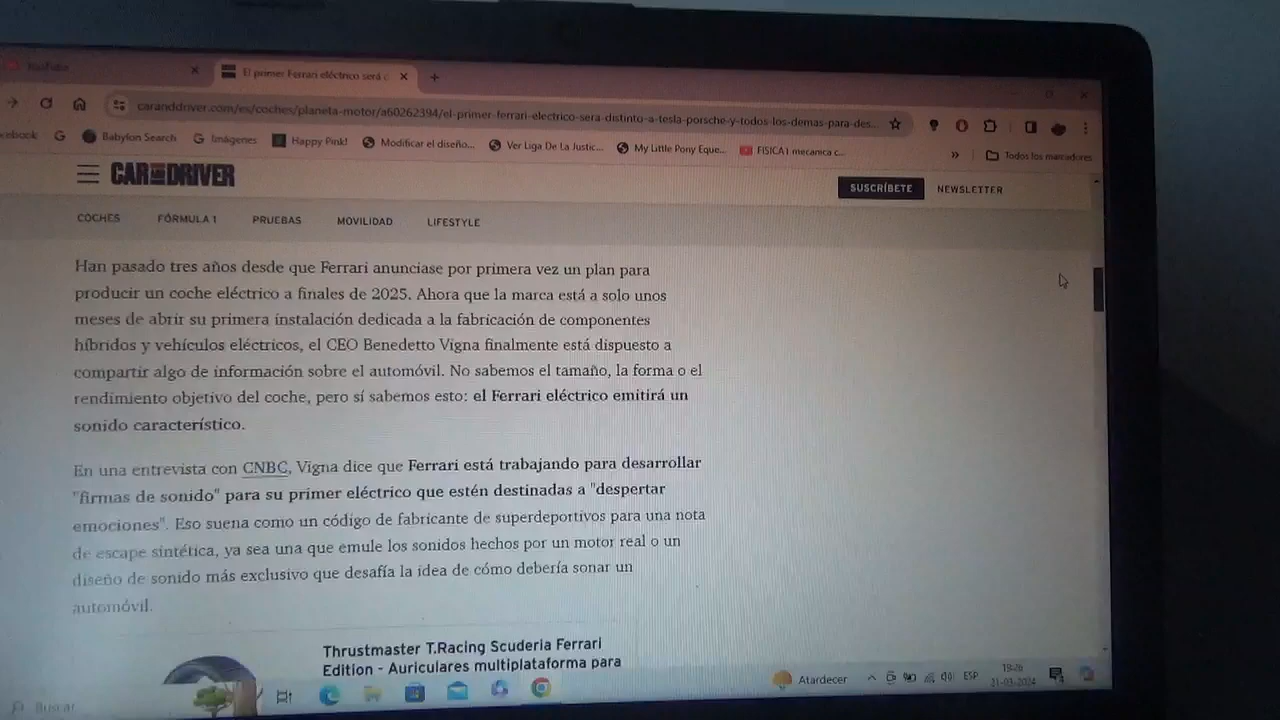 YouTube
El primer Ferrari eléctrico será d
caranddriver.com/es/coches/planeta-motor/a60262394/el-primer-ferrari-electrico-sera-distinto-a-tesla-porsche-y-todos-los-demas-para-des...
cebook
Babylon Search
Imágenes
Happy Pink!
Modificar el diseño...
Ver Liga De La Justic...
My Little Pony Eque...
FISICA1 mecanica c...
»
Todos los marcadores
CAR AND DRIVER
SUSCRÍBETE
NEWSLETTER
COCHES
FÓRMULA 1
PRUEBAS
MOVILIDAD
LIFESTYLE
Han pasado tres años desde que Ferrari anunciase por primera vez un plan para
producir un coche eléctrico a finales de 2025. Ahora que la marca está a solo unos
meses de abrir su primera instalación dedicada a la fabricación de componentes
híbridos y vehículos eléctricos, el CEO Benedetto Vigna finalmente está dispuesto a
compartir algo de información sobre el automóvil. No sabemos el tamaño, la forma o el
rendimiento objetivo del coche, pero sí sabemos esto: el Ferrari eléctrico emitirá un
sonido característico.
En una entrevista con CNBC, Vigna dice que Ferrari está trabajando para desarrollar
"firmas de sonido" para su primer eléctrico que estén destinadas a "despertar
emociones". Eso suena como un código de fabricante de superdeportivos para una nota
de escape sintética, ya sea una que emule los sonidos hechos por un motor real o un
diseño de sonido más exclusivo que desafía la idea de cómo debería sonar un
automóvil.
Thrustmaster T.Racing Scuderia Ferrari
Edition - Auriculares multiplataforma para
Buscar
Atardecer
ESP
19:26
31-03-2024